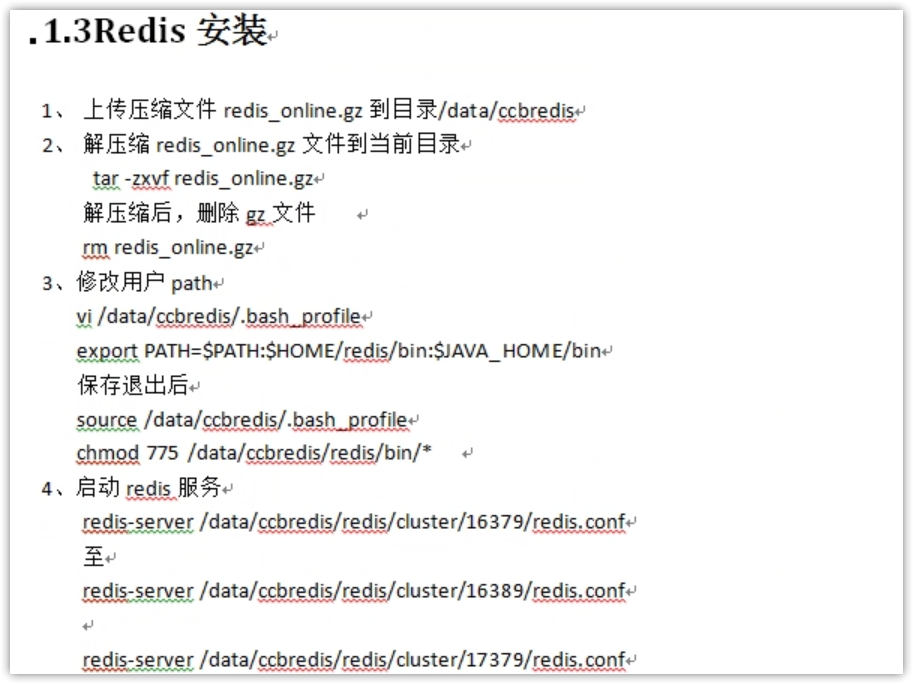 .1.3Redis 安装
1、 上传压缩文件 redis_online.gz 到目录/data/ccbredis
2、 解压缩 redis_online.gz 文件到当前目录
tar -zxvf redis_online.gz
解压缩后，删除 gz 文件
rm redis_online.gz
3、修改用户 path
vi /data/ccbredis/.bash_profile
export PATH=$PATH:$HOME/redis/bin:$JAVA_HOME/bin
保存退出后
source /data/ccbredis/.bash_profile
chmod 775 /data/ccbredis/redis/bin/*
4、启动 redis 服务
redis-server /data/ccbredis/redis/cluster/16379/redis.conf
至
redis-server /data/ccbredis/redis/cluster/16389/redis.conf
redis-server /data/ccbredis/redis/cluster/17379/redis.conf